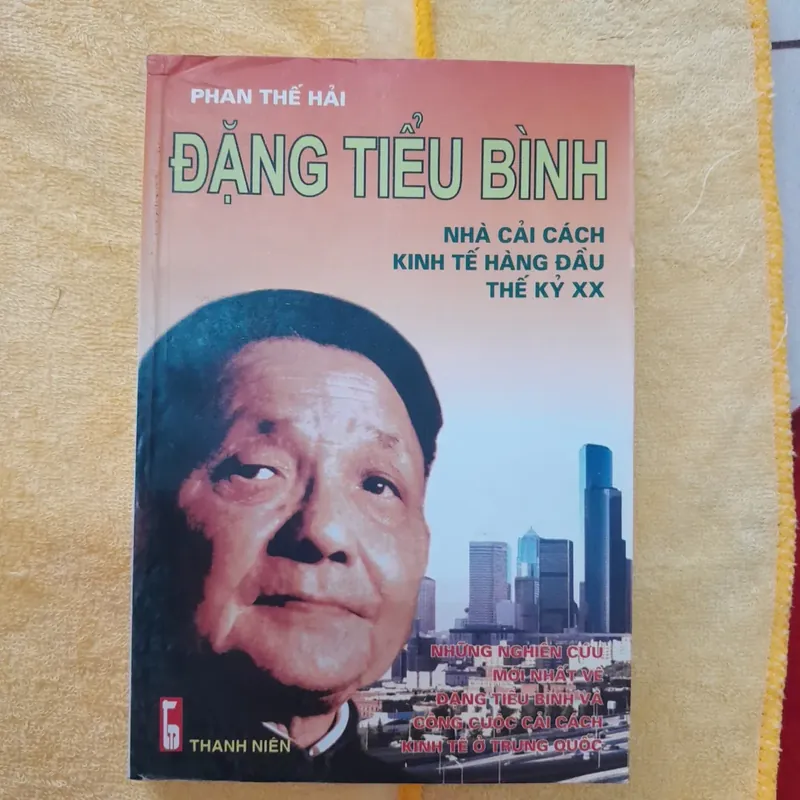 PHAN THẾ HẢI
ĐẶNG TIỂU BÌNH
NHÀ CẢI CÁCH
KINH TẾ HÀNG ĐẦU
THẾ KỶ XX
NHỮNG NGHIÊN CỨU
MỚI NHẤT VỀ
ĐẶNG TIỂU BÌNH VÀ
CÔNG CUỘC CẢI CÁCH
KINH TẾ Ở TRUNG QUỐC
THANH NIÊN